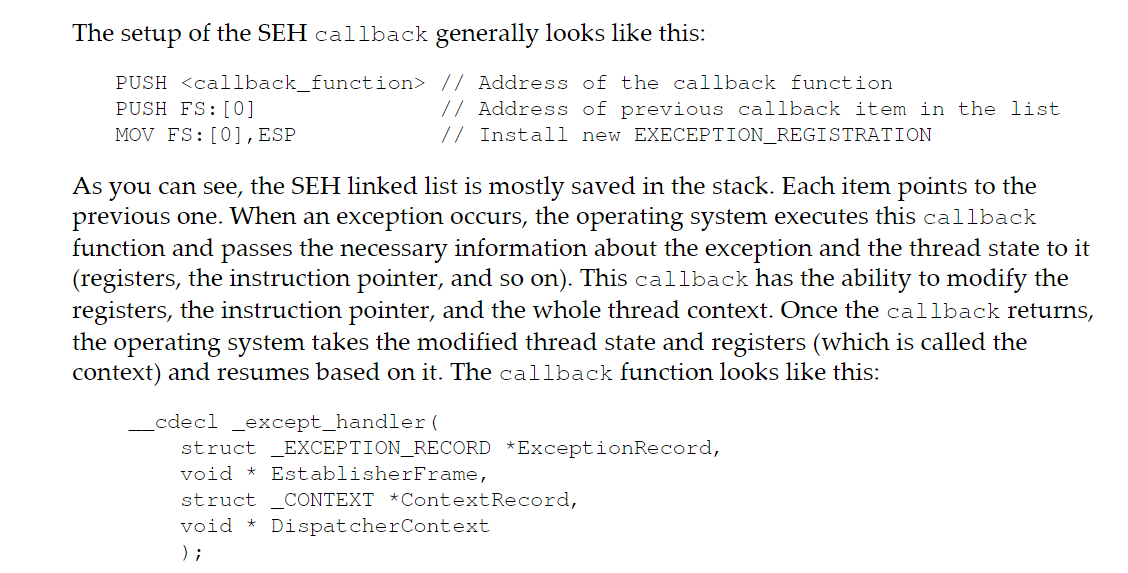 The setup of the SEH callback generally looks like this:
PUSH <callback_function> // Address of the callback function
PUSH FS:[0] // Address of previous callback item in the list
MOV FS:[0],ESP // Install new EXECEPTION_REGISTRATION
As you can see, the SEH linked list is mostly saved in the stack. Each item points to the
previous one. When an exception occurs, the operating system executes this callback
function and passes the necessary information about the exception and the thread state to it
(registers, the instruction pointer, and so on). This callback has the ability to modify the
registers, the instruction pointer, and the whole thread context. Once the callback returns,
the operating system takes the modified thread state and registers (which is called the
context) and resumes based on it. The callback function looks like this:
__cdecl _except_handler(
struct _EXCEPTION_RECORD *ExceptionRecord,
void * EstablisherFrame,
struct _CONTEXT *ContextRecord,
void * DispatcherContext
);